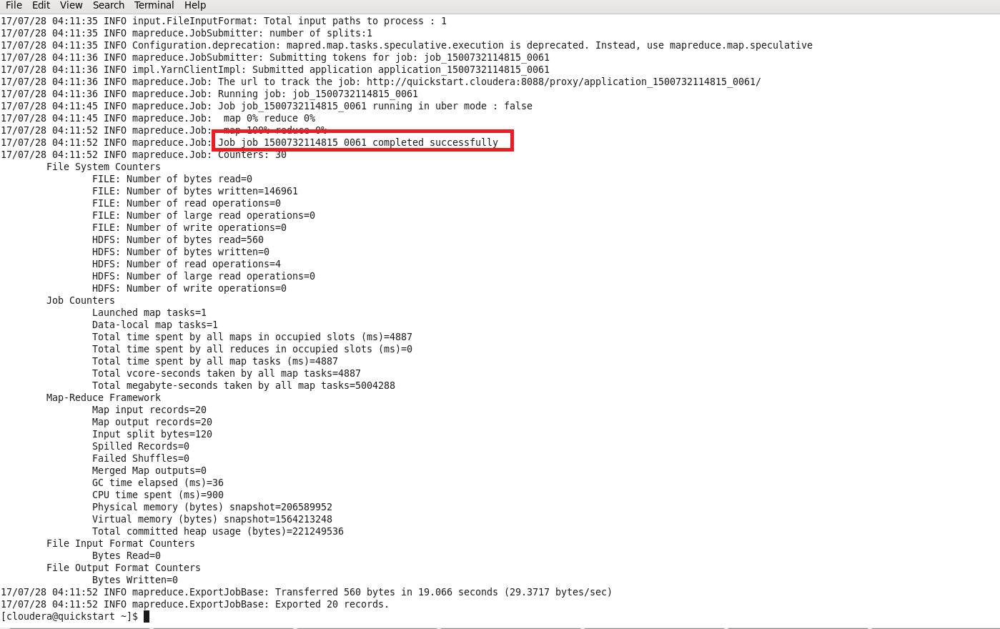 File Edit View Search Terminal Help
17/07/28 04:11:35 INFO input.FileInputFormat: Total input paths to process : 1
17/07/28 04:11:35 INFO mapreduce.JobSubmitter: number of splits:1
17/07/28 04:11:35 INFO Configuration.deprecation: mapred.map.tasks.speculative.execution is deprecated. Instead, use mapreduce.map.speculative
17/07/28 04:11:36 INFO mapreduce.JobSubmitter: Submitting tokens for job: job_1500732114815_0061
17/07/28 04:11:36 INFO impl.YarnClientImpl: Submitted application application_1500732114815_0061
17/07/28 04:11:36 INFO mapreduce.Job: The url to track the job: http://quickstart.cloudera:8088/proxy/application_1500732114815_0061/
17/07/28 04:11:36 INFO mapreduce.Job: Running job: job_1500732114815_0061
17/07/28 04:11:45 INFO mapreduce.Job: Job job_1500732114815_0061 running in uber mode : false
17/07/28 04:11:45 INFO mapreduce.Job:  map 0% reduce 0%
17/07/28 04:11:52 INFO mapreduce.Job:  map 100% reduce 0%
17/07/28 04:11:52 INFO mapreduce.Job: Job job_1500732114815_0061 completed successfully
17/07/28 04:11:52 INFO mapreduce.Job: Counters: 30
File System Counters
FILE: Number of bytes read=0
FILE: Number of bytes written=146961
FILE: Number of read operations=0
FILE: Number of large read operations=0
FILE: Number of write operations=0
HDFS: Number of bytes read=560
HDFS: Number of bytes written=0
HDFS: Number of read operations=4
HDFS: Number of large read operations=0
HDFS: Number of write operations=0
Job Counters
Launched map tasks=1
Data-local map tasks=1
Total time spent by all maps in occupied slots (ms)=4887
Total time spent by all reduces in occupied slots (ms)=0
Total time spent by all map tasks (ms)=4887
Total vcore-seconds taken by all map tasks=4887
Total megabyte-seconds taken by all map tasks=5004288
Map-Reduce Framework
Map input records=20
Map output records=20
Input split bytes=120
Spilled Records=0
Failed Shuffles=0
Merged Map outputs=0
GC time elapsed (ms)=36
CPU time spent (ms)=900
Physical memory (bytes) snapshot=206589952
Virtual memory (bytes) snapshot=1564213248
Total committed heap usage (bytes)=221249536
File Input Format Counters
Bytes Read=0
File Output Format Counters
Bytes Written=0
17/07/28 04:11:52 INFO mapreduce.ExportJobBase: Transferred 560 bytes in 19.066 seconds (29.3717 bytes/sec)
17/07/28 04:11:52 INFO mapreduce.ExportJobBase: Exported 20 records.
[cloudera@quickstart ~]$